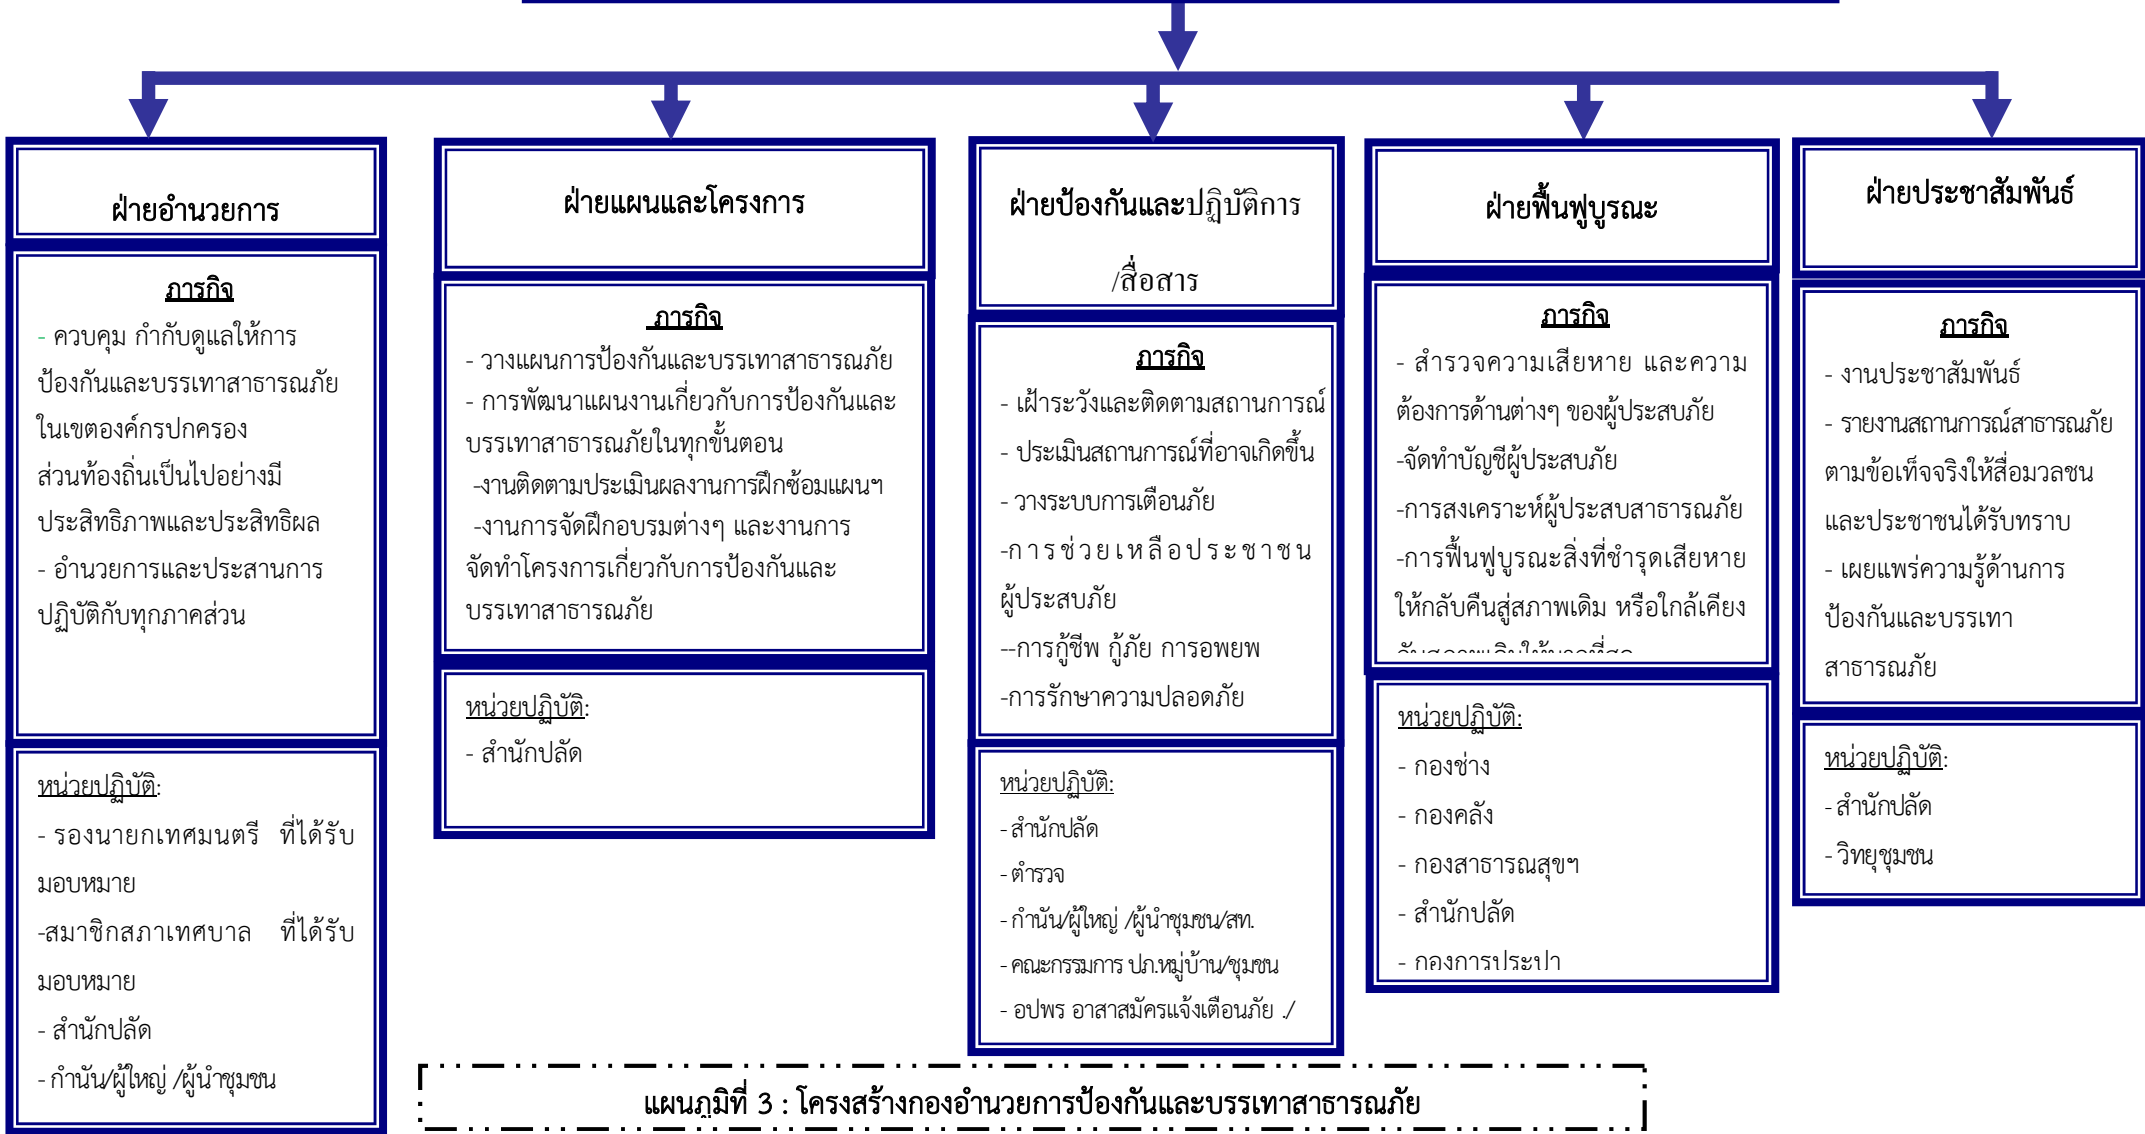 ฝ่ายอำนวยการ
ภารกิจ
- ควบคุม กำกับดูแลให้การ
ป้องกันและบรรเทาสาธารณภัย
ในเขตองค์กรปกครอง
ส่วนท้องถิ่นเป็นไปอย่างมี
ประสิทธิภาพและประสิทธิผล
- อำนวยการและประสานการ
ปฏิบัติกับทุกภาคส่วน
หน่วยปฏิบัติ:
- รองนายกเทศมนตรี ที่ได้รับ
มอบหมาย
-สมาชิกสภาเทศบาล ที่ได้รับ
มอบหมาย
- สำนักปลัด
- กำนัน/ผู้ใหญ่ /ผู้นำชุมชน
ฝ่ายแผนและโครงการ
ภารกิจ
- วางแผนการป้องกันและบรรเทาสาธารณภัย
- การพัฒนาแผนงานเกี่ยวกับการป้องกันและ
บรรเทาสาธารณภัยในทุกขั้นตอน
-งานติดตามประเมินผลงานการฝึกซ้อมแผนฯ
-งานการจัดฝึกอบรมต่างๆ และงานการ
จัดทำโครงการเกี่ยวกับการป้องกันและ
บรรเทาสาธารณภัย
หน่วยปฏิบัติ:
- สำนักปลัด
ฝ่ายป้องกันและปฏิบัติการ
/สื่อสาร
ภารกิจ
- เฝ้าระวังและติดตามสถานการณ์
- ประเมินสถานการณ์ที่อาจเกิดขึ้น
- วางระบบการเตือนภัย
-การช่วยเหลือประชาชน
ผู้ประสบภัย
--การกู้ชีพ กู้ภัย การอพยพ
-การรักษาความปลอดภัย
หน่วยปฏิบัติ:
- สำนักปลัด
- ตำรวจ
- กำนัน/ผู้ใหญ่ /ผู้นำชุมชน/สท.
- คณะกรรมการ ปภ.หมู่บ้าน/ชุมชน
- อปพร อาสาสมัครแจ้งเตือนภัย ./
ฝ่ายฟื้นฟูบูรณะ
ภารกิจ
- สำรวจความเสียหาย และความ
ต้องการด้านต่างๆ ของผู้ประสบภัย
-จัดทำบัญชีผู้ประสบภัย
-การสงเคราะห์ผู้ประสบสาธารณภัย
-การฟื้นฟูบูรณะสิ่งที่ชำรุดเสียหาย
ให้กลับคืนสู่สภาพเดิม หรือใกล้เคียง
กับสภาพเดิมให้มากที่สุด
หน่วยปฏิบัติ:
- กองช่าง
- กองคลัง
- กองสาธารณสุขฯ
- สำนักปลัด
- กองการประปา
ฝ่ายประชาสัมพันธ์
ภารกิจ
- งานประชาสัมพันธ์
- รายงานสถานการณ์สาธารณภัย
ตามข้อเท็จจริงให้สื่อมวลชน
และประชาชนได้รับทราบ
- เผยแพร่ความรู้ด้านการ
ป้องกันและบรรเทา
สาธารณภัย
หน่วยปฏิบัติ:
- สำนักปลัด
- วิทยุชุมชน
แผนภูมิที่ 3 : โครงสร้างกองอำนวยการป้องกันและบรรเทาสาธารณภัย